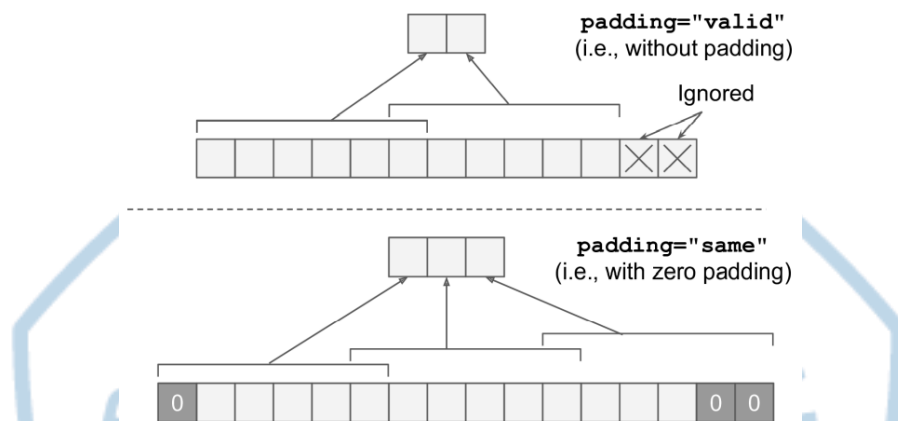 padding="valid"
(i.e., without padding)
Ignored
padding="same"
(i.e., with zero padding)
0 0 0